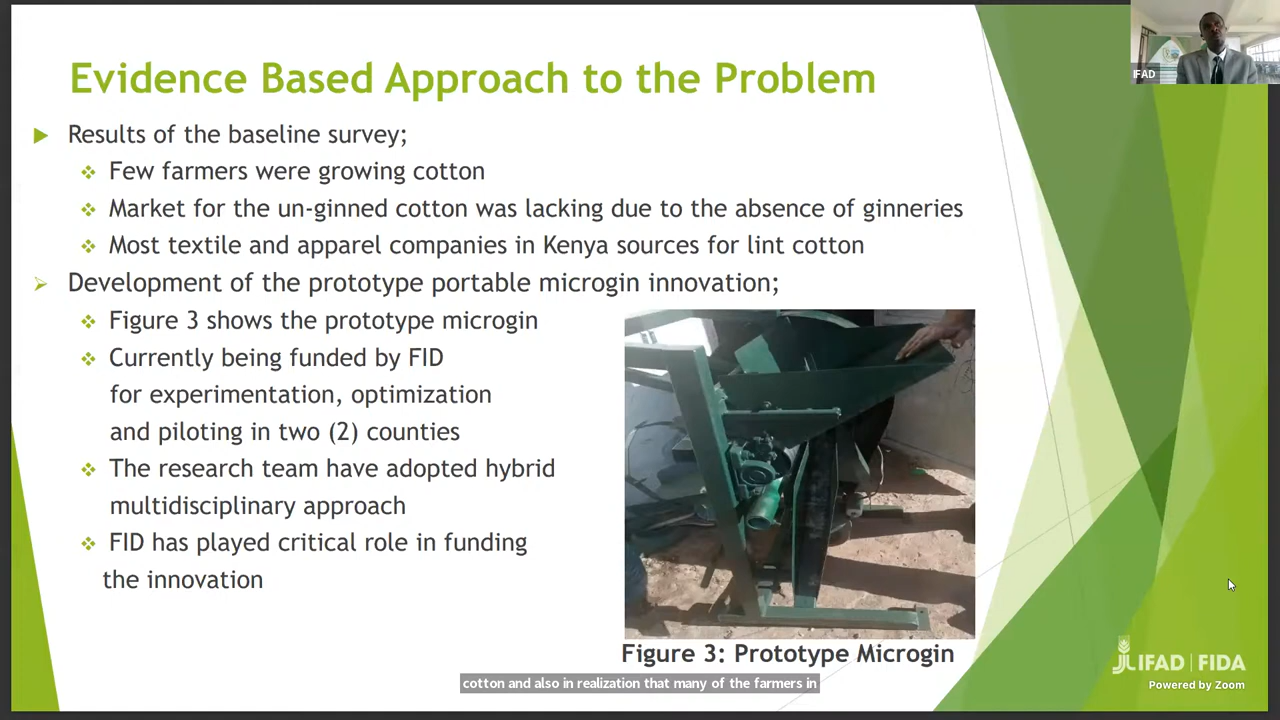 Evidence Based Approach to the Problem
IFAD
Results of the baseline survey;
Few farmers were growing cotton
Market for the un-ginned cotton was lacking due to the absence of ginneries
Most textile and apparel companies in Kenya sources for lint cotton
Development of the prototype portable microgin innovation;
Figure 3 shows the prototype microgin
Currently being funded by FID
for experimentation, optimization
and piloting in two (2) counties
The research team have adopted hybrid
multidisciplinary approach
FID has played critical role in funding
the innovation
Figure 3: Prototype Microgin
cotton and also in realization that many of the farmers in
IFAD | FIDA
Powered by Zoom